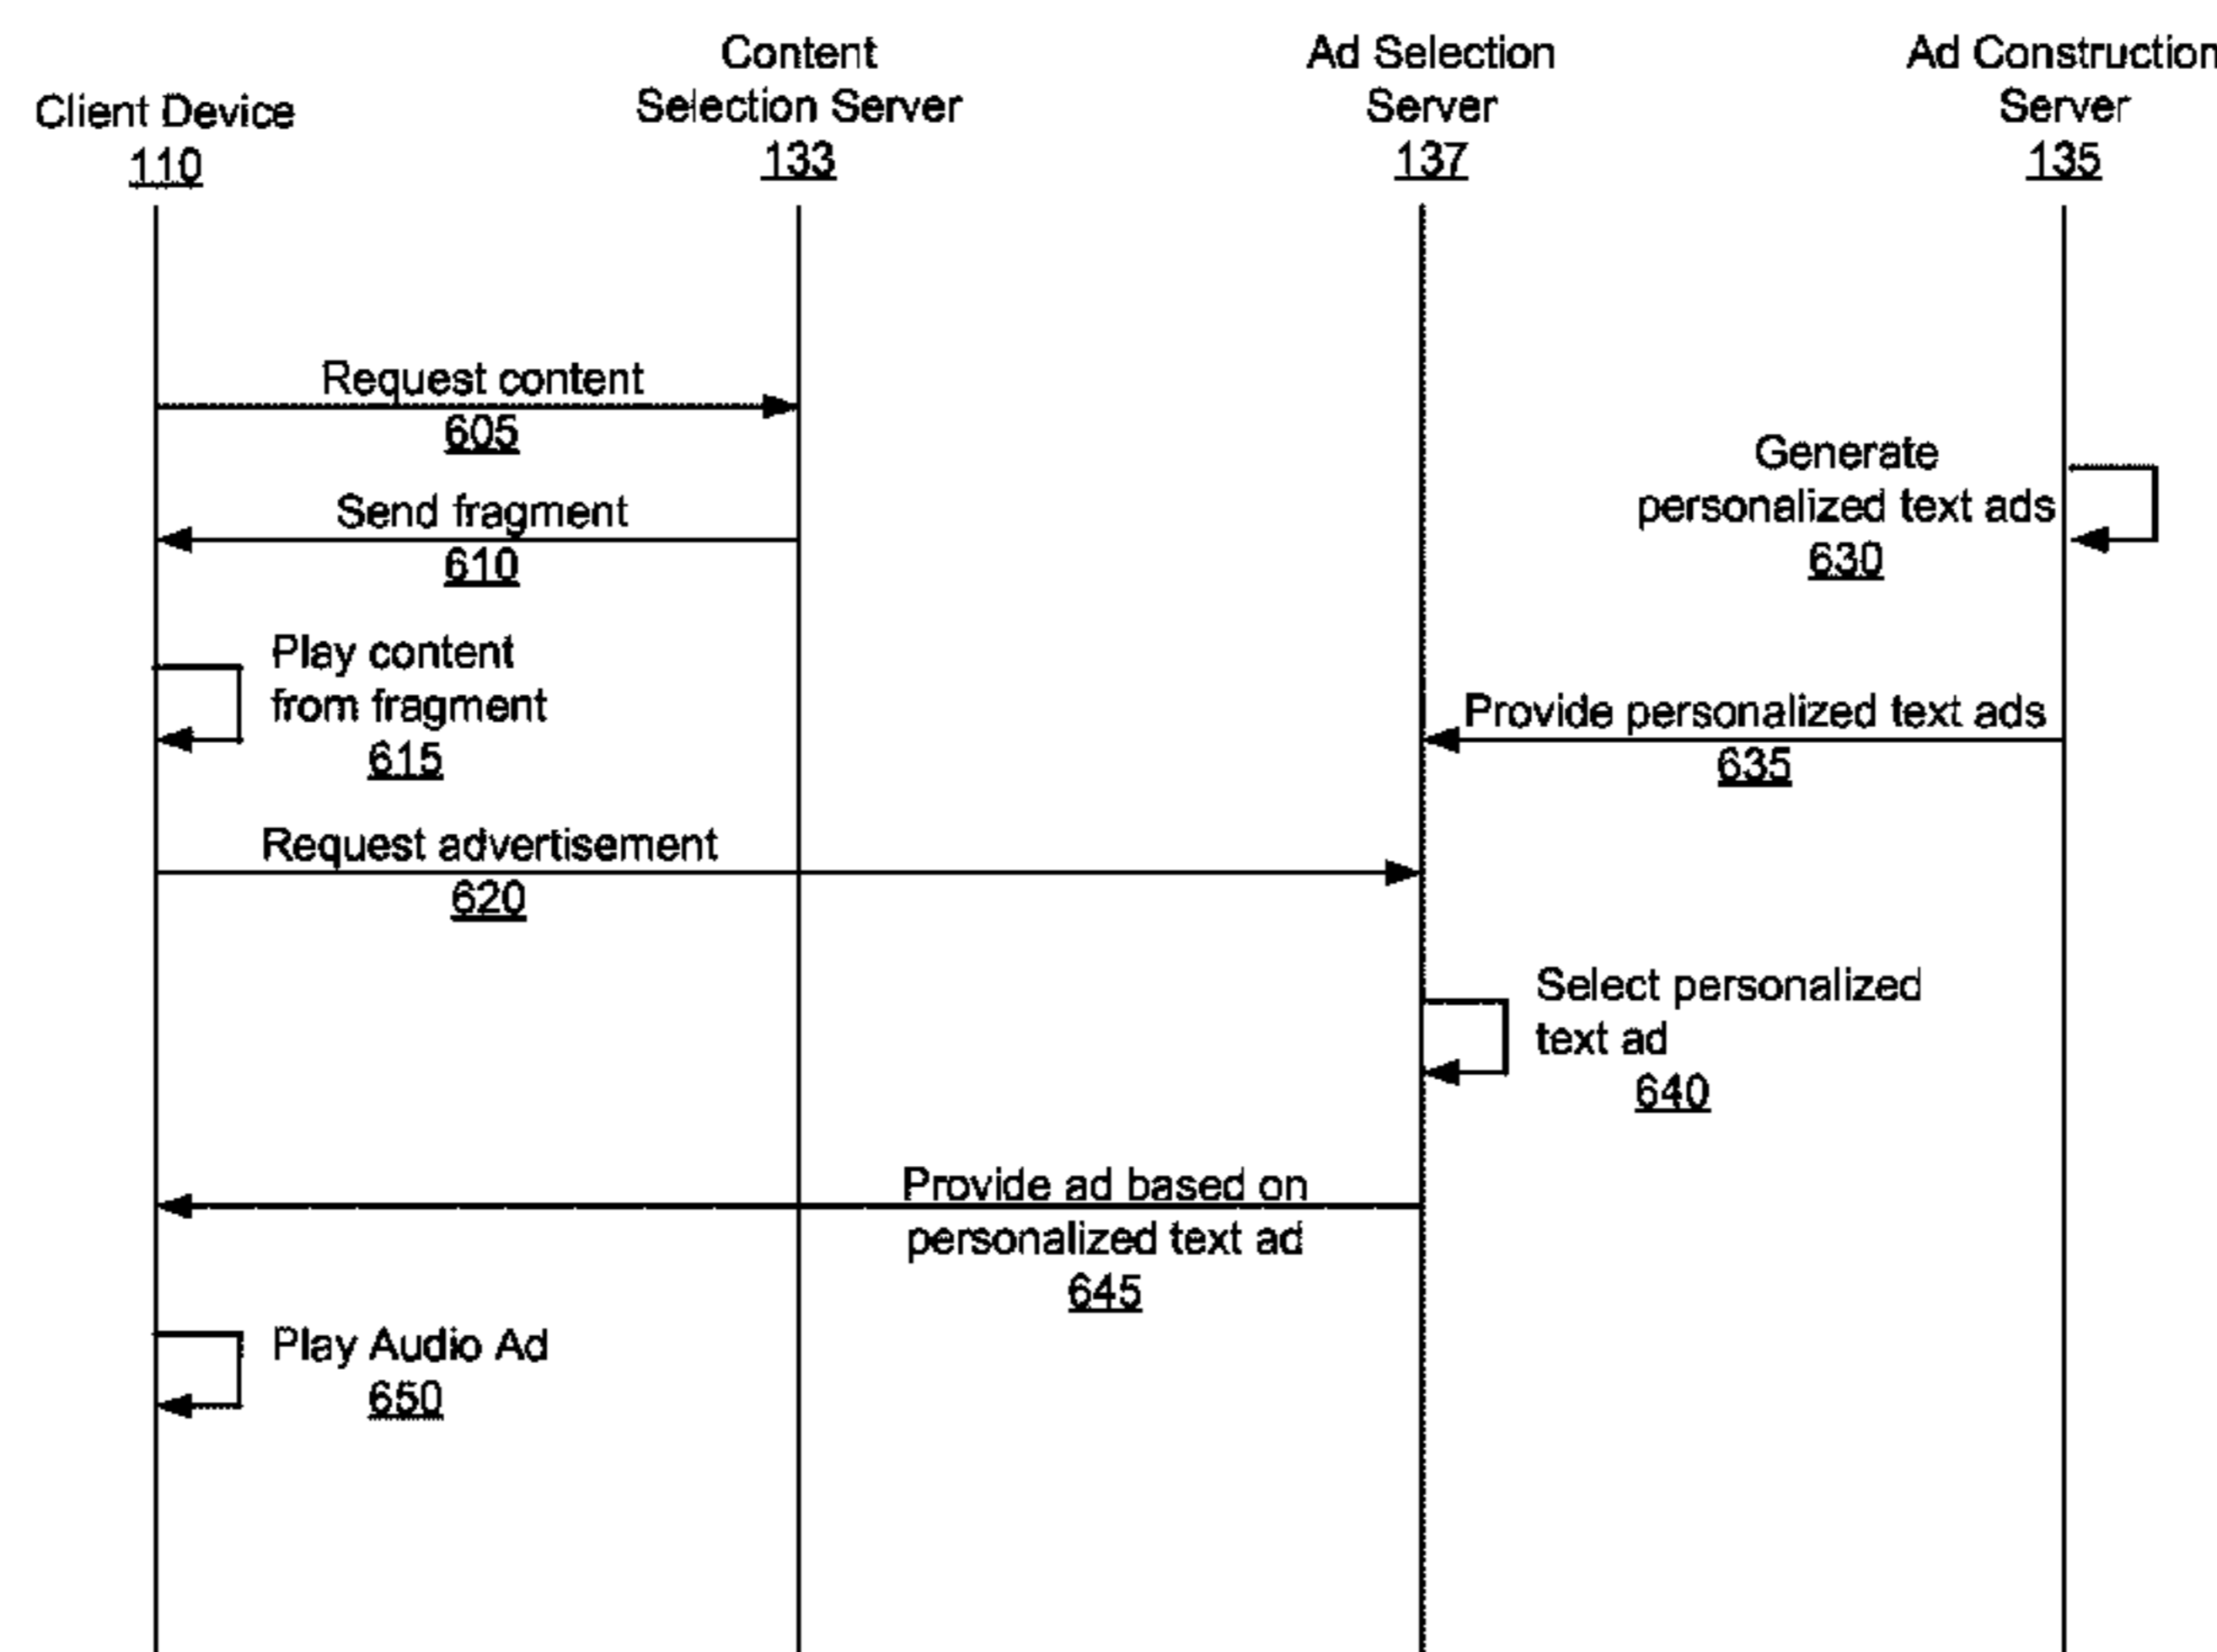 Client Device
110
Content
Selection Server
133
Ad Selection
Server
137
Ad Construction
Server
135
Request content
605
Generate
personalized text ads
630
Send fragment
610
Play content
from fragment
615
Provide personalized text ads
635
Request advertisement
620
Select personalized
text ad
640
Provide ad based on
personalized text ad
645
Play Audio Ad
650